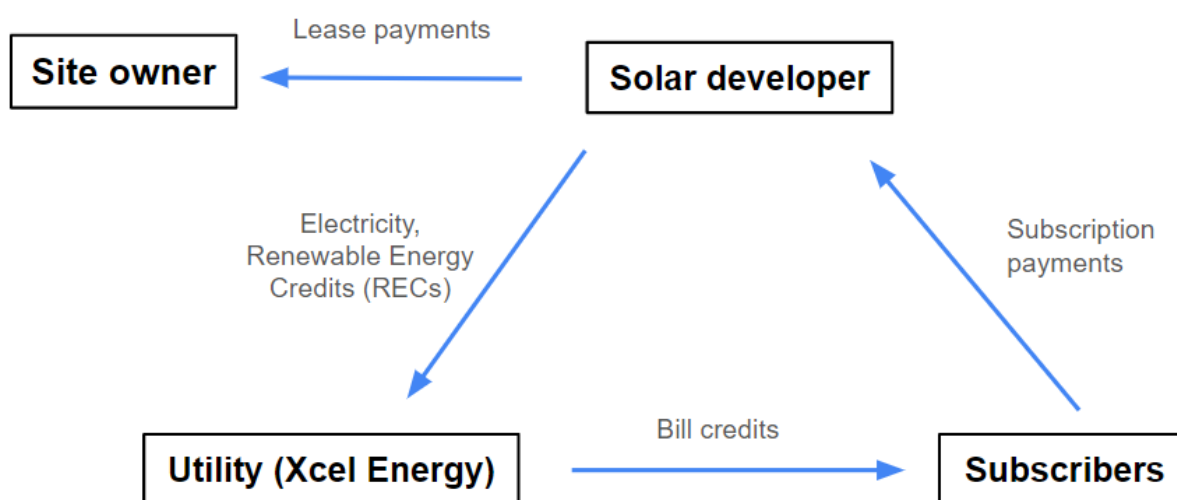 Lease payments
Site owner
Solar developer
Electricity,
Renewable Energy
Credits (RECs)
Subscription
payments
Bill credits
Utility (Xcel Energy)
Subscribers